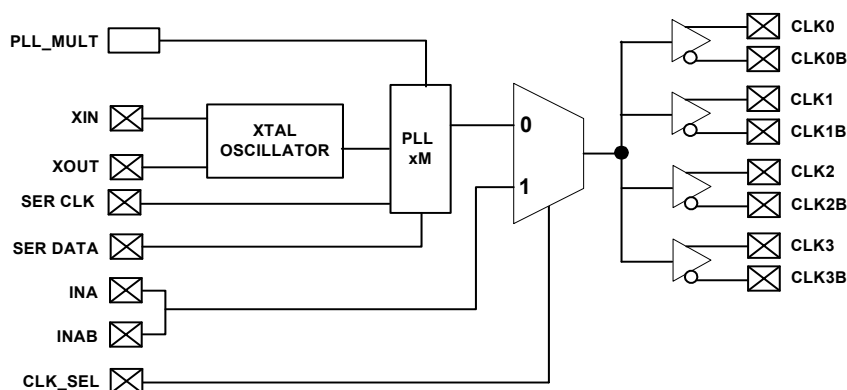 PLL_MULT
XIN
XOUT
SER CLK
SER DATA
INA
INAB
CLK_SEL
XTAL
OSCILLATOR
PLL
xM
0
1
CLK0
CLK0B
CLK1
CLK1B
CLK2
CLK2B
CLK3
CLK3B